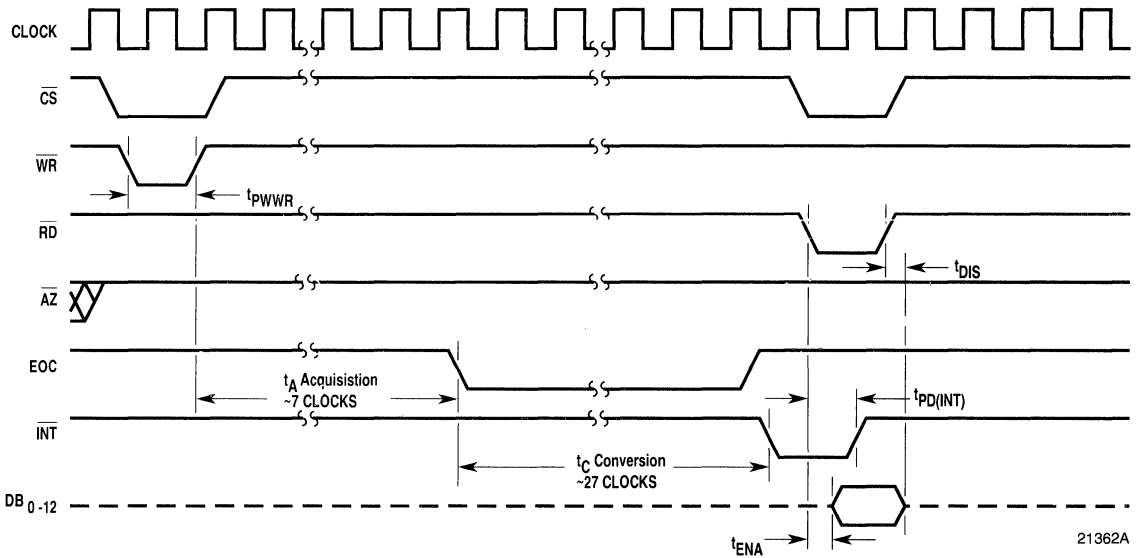 CLOCK
CS
WR
tPWWR
RD
tDIS
AZ
EOC
tA Acquisistion
~7 CLOCKS
tPD(INT)
INT
tC Conversion
~27 CLOCKS
DB 0 -12
tENA
21362A